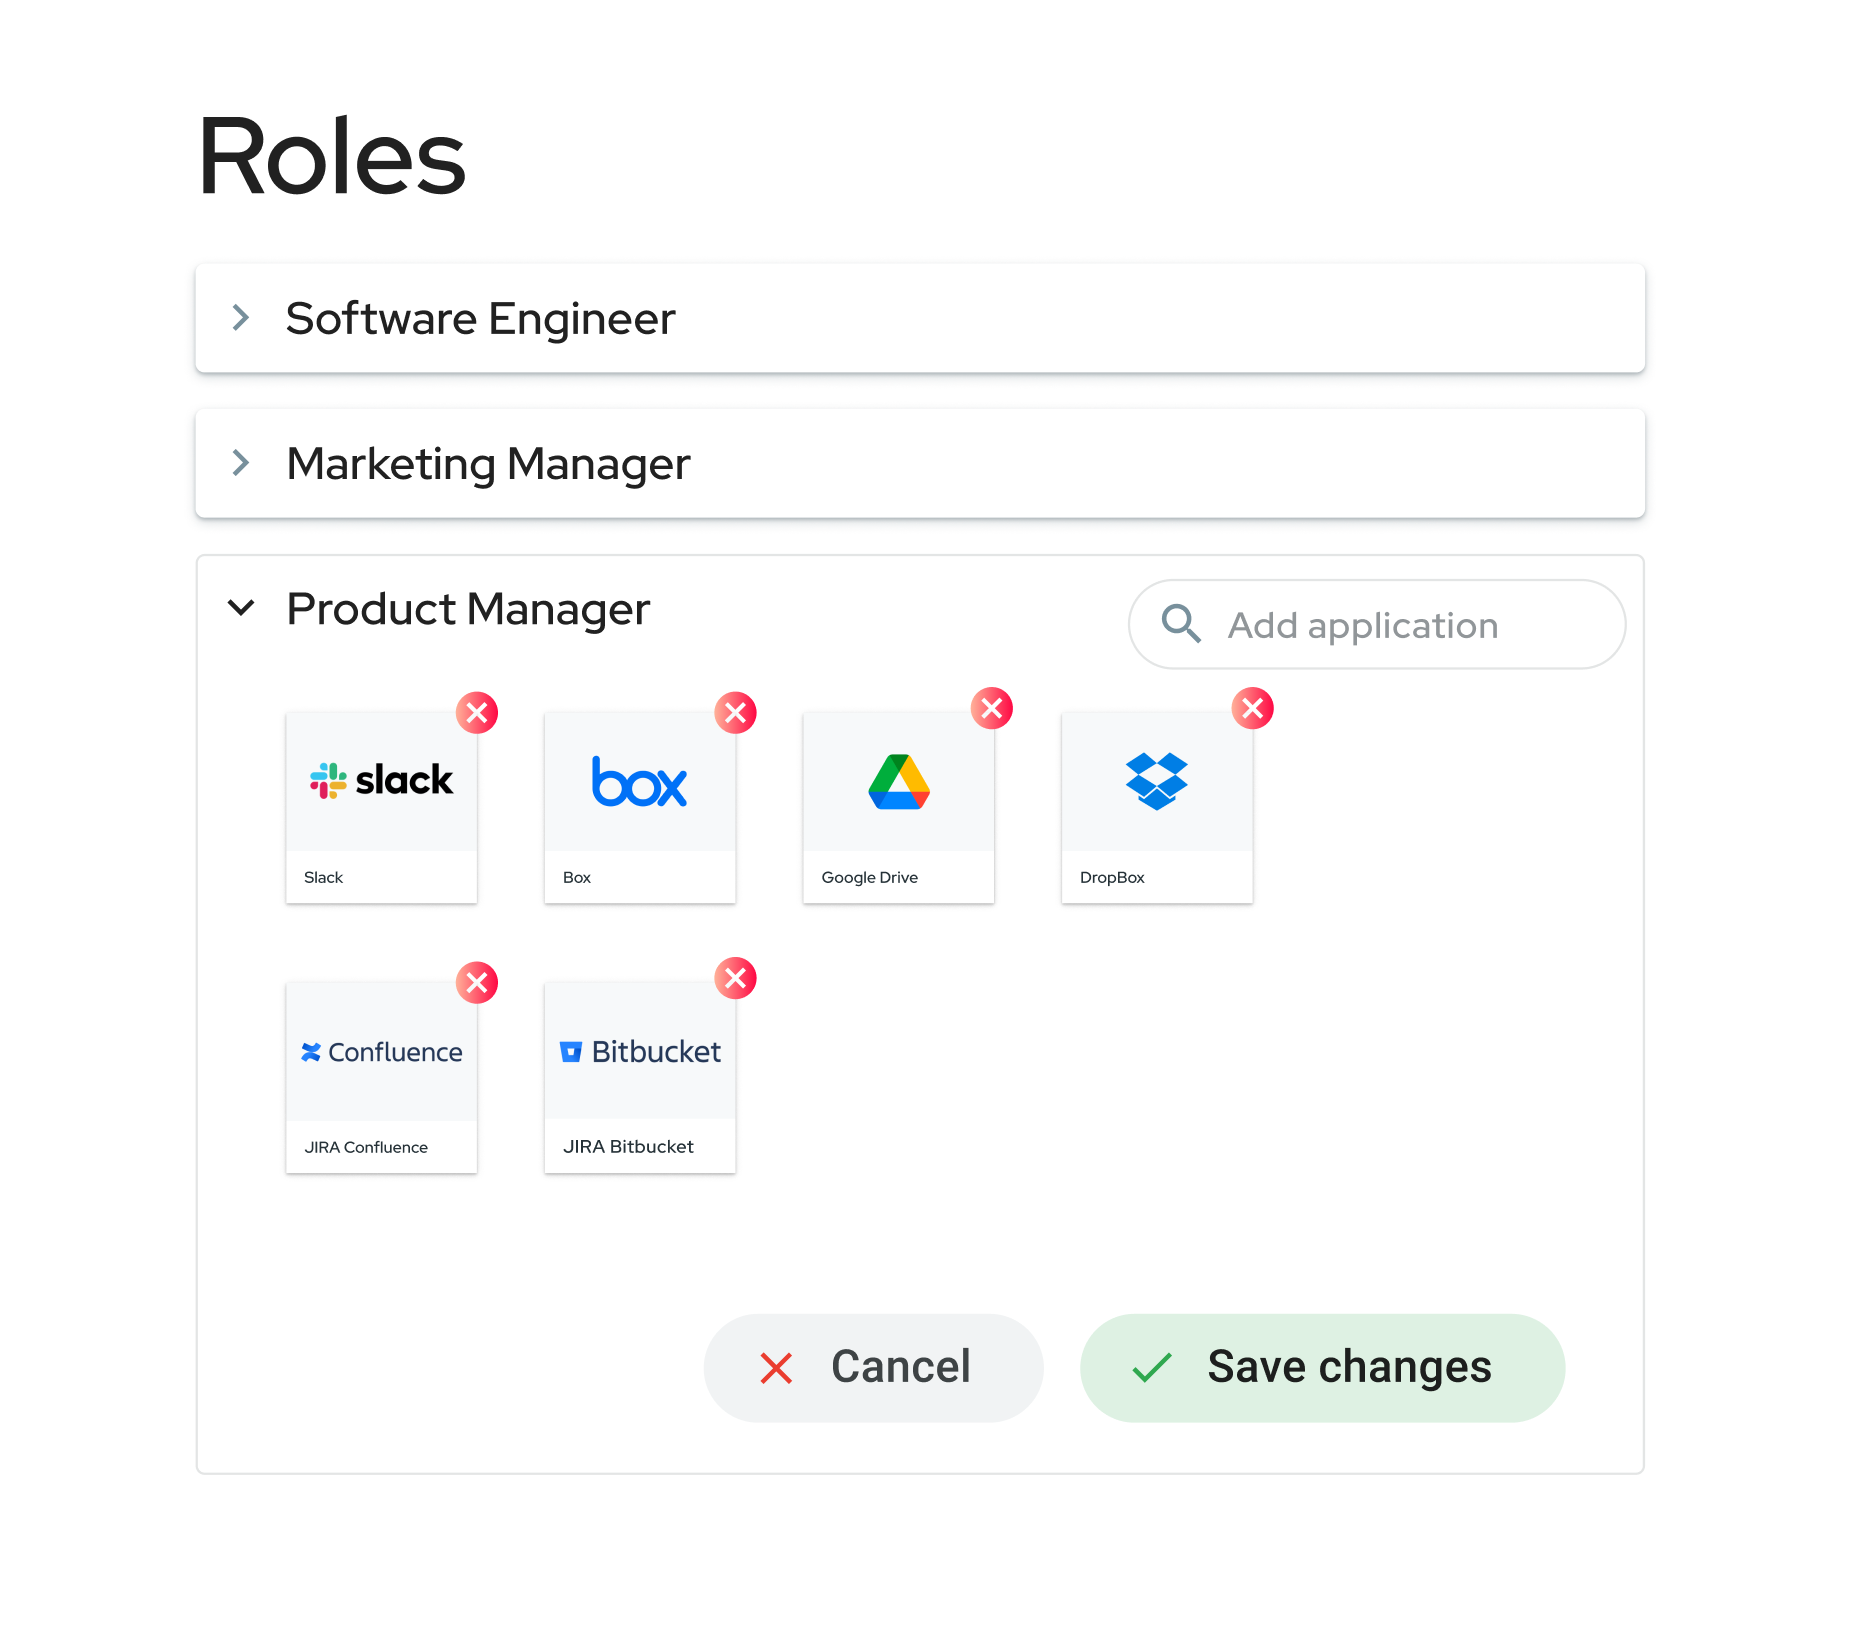 Roles
Software Engineer
Marketing Manager
Product Manager
Add application
slack
box
Slack
Box
Google Drive
DropBox
Confluence
Bitbucket
JIRA Confluence
JIRA Bitbucket
Cancel
Save changes